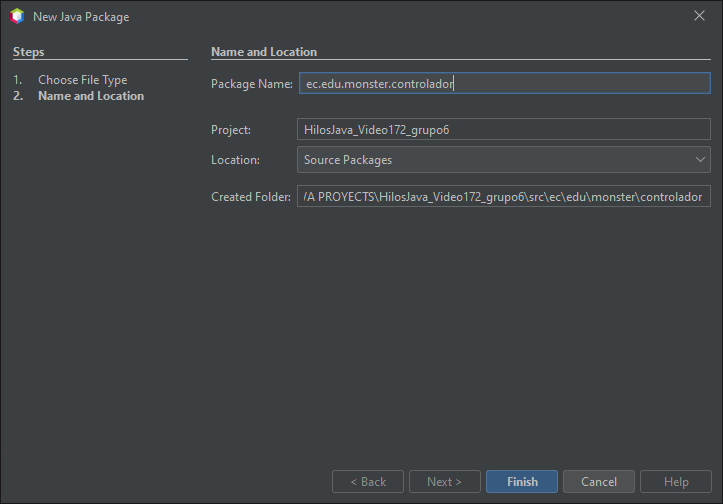 New Java Package
Steps
1. Choose File Type
2. Name and Location
Name and Location
Package Name: ec.edu.monster.controlador
Project: HilosJava_Video172_grupo6
Location: Source Packages
Created Folder: /A PROYECTS\HilosJava_Video172_grupo6\src\ec\edu\monster\controlador
< Back Next > Finish Cancel Help